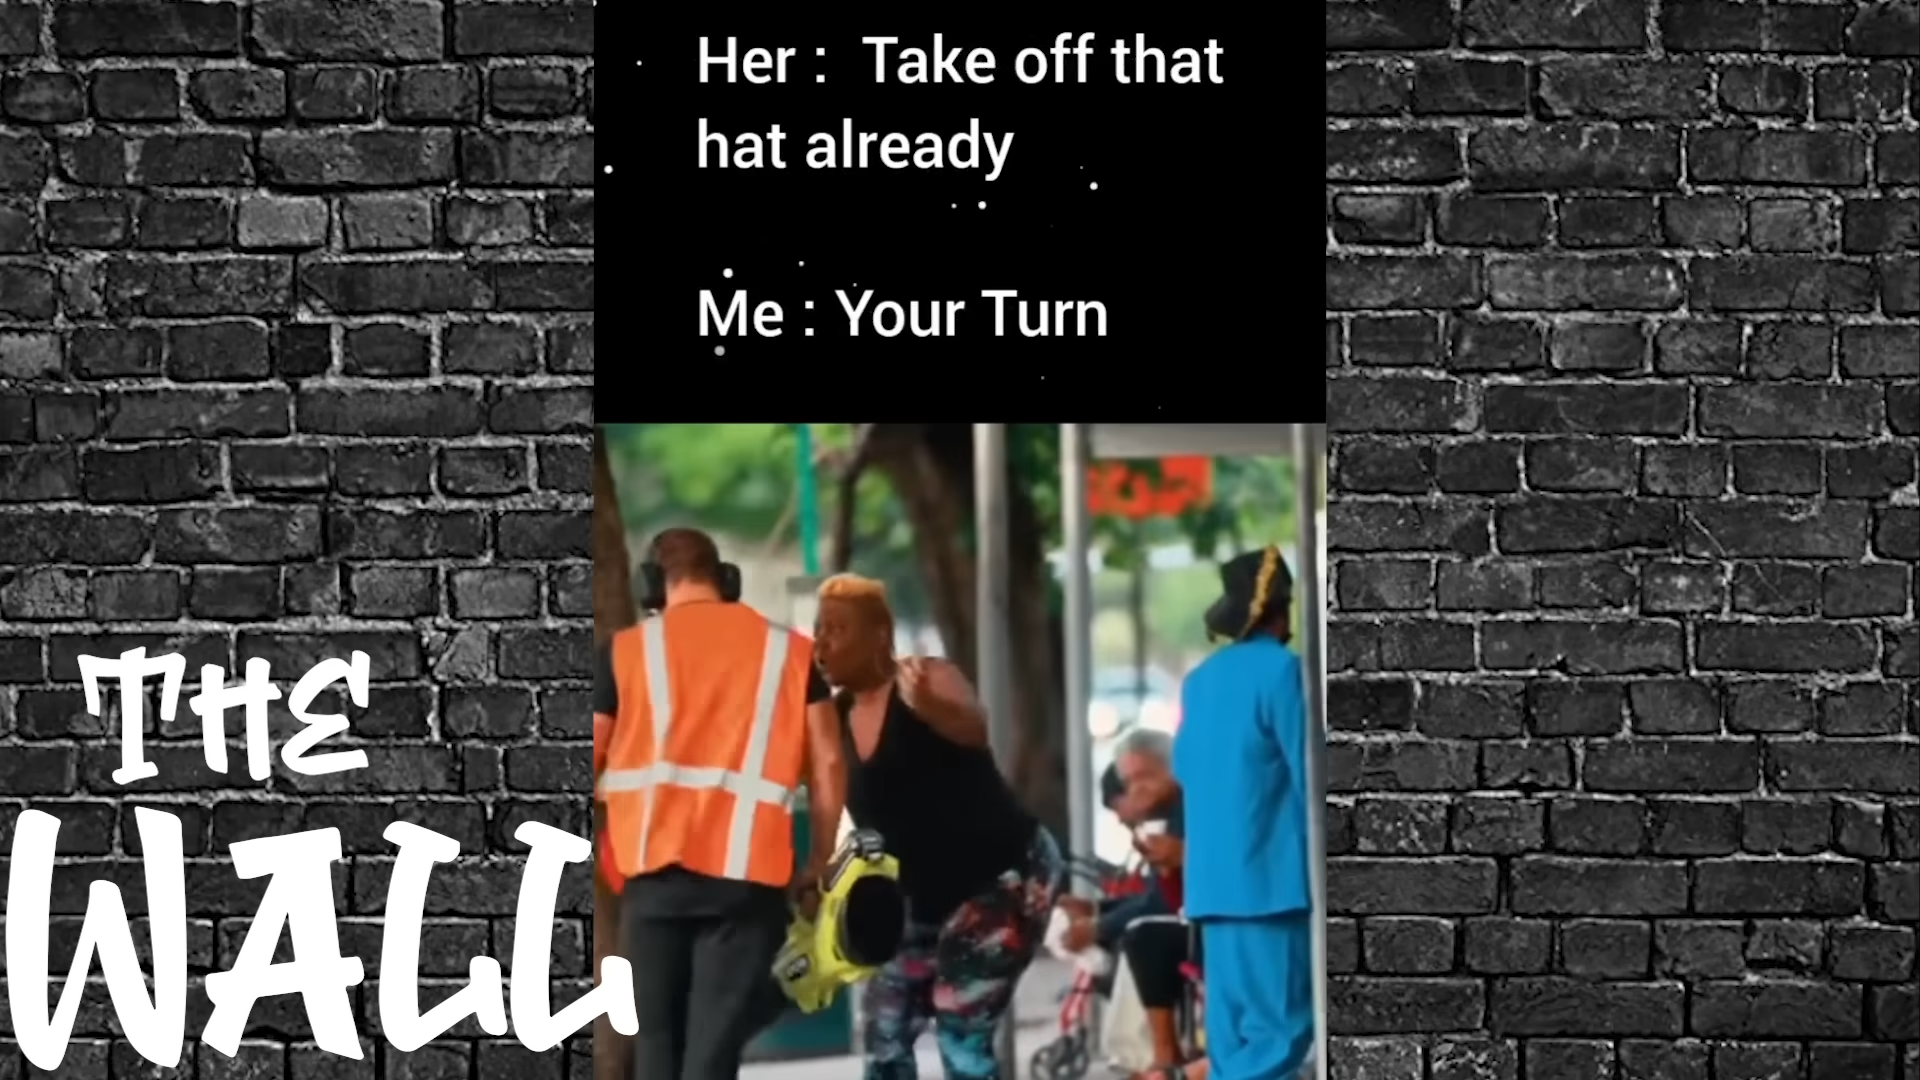 Her : Take off that
hat already
Me : Your Turn
THE
WALL